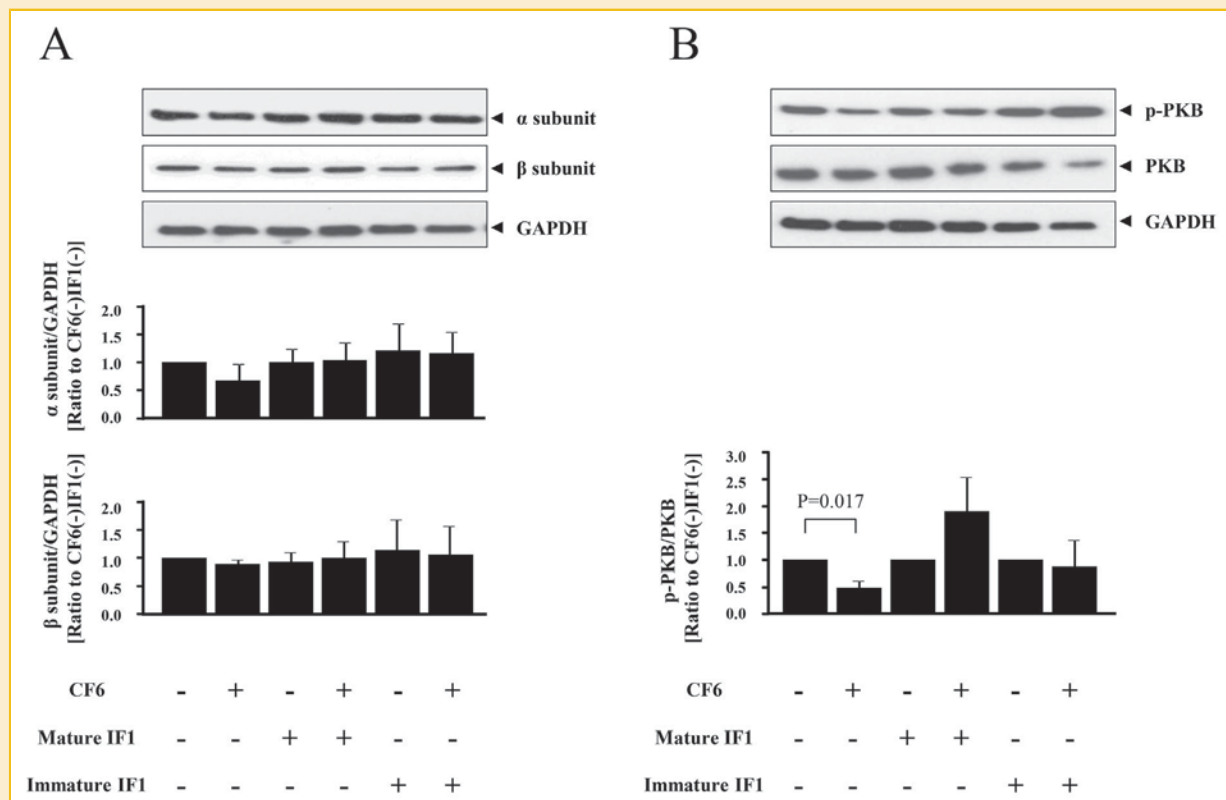 A
◄ α subunit
◄ β subunit
◄ GAPDH
α subunit/GAPDH
[Ratio to CF6(-)IF1(-)]
2.0
1.5
1.0
0.5
0.0
β subunit/GAPDH
[Ratio to CF6(-)IF1(-)]
2.0
1.5
1.0
0.5
0.0
CF6 - + - + - +
Mature IF1 - - + + - -
Immature IF1 - - - - + +
B
◄ p-PKB
◄ PKB
◄ GAPDH
p-PKB/PKB
[Ratio to CF6(-)IF1(-)]
3.0
2.5
2.0
1.5
1.0
0.5
0.0
P=0.017
CF6 - + - + - +
Mature IF1 - - + + - -
Immature IF1 - - - - + +